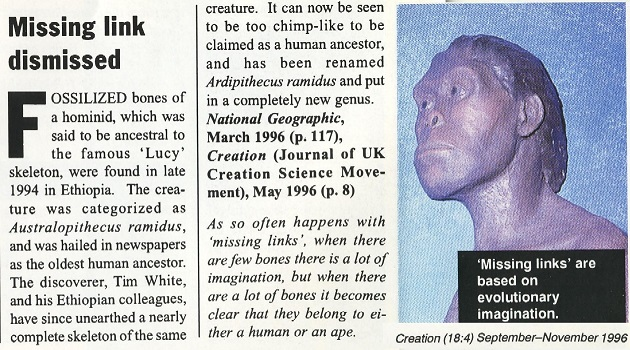 Missing link
dismissed
FOSSILIZED bones of
a hominid, which was
said to be ancestral to
the famous 'Lucy'
skeleton, were found in late
1994 in Ethiopia. The crea-
ture was categorized as
Australopithecus ramidus,
and was hailed in newspapers
as the oldest human ancestor.
The discoverer, Tim White,
and his Ethiopian colleagues,
have since unearthed a nearly
complete skeleton of the same
creature. It can now be seen
to be too chimp-like to be
claimed as a human ancestor,
and has been renamed
Ardipithecus ramidus and put
in a completely new genus.
National Geographic,
March 1996 (p. 117),
Creation (Journal of UK
Creation Science Move-
ment), May 1996 (p. 8)
As so often happens with
'missing links', when there
are few bones there is a lot of
imagination, but when there
are a lot of bones it becomes
clear that they belong to ei-
ther a human or an ape.
'Missing links' are
based on
evolutionary
imagination.
Creation (18:4) September–November 1996